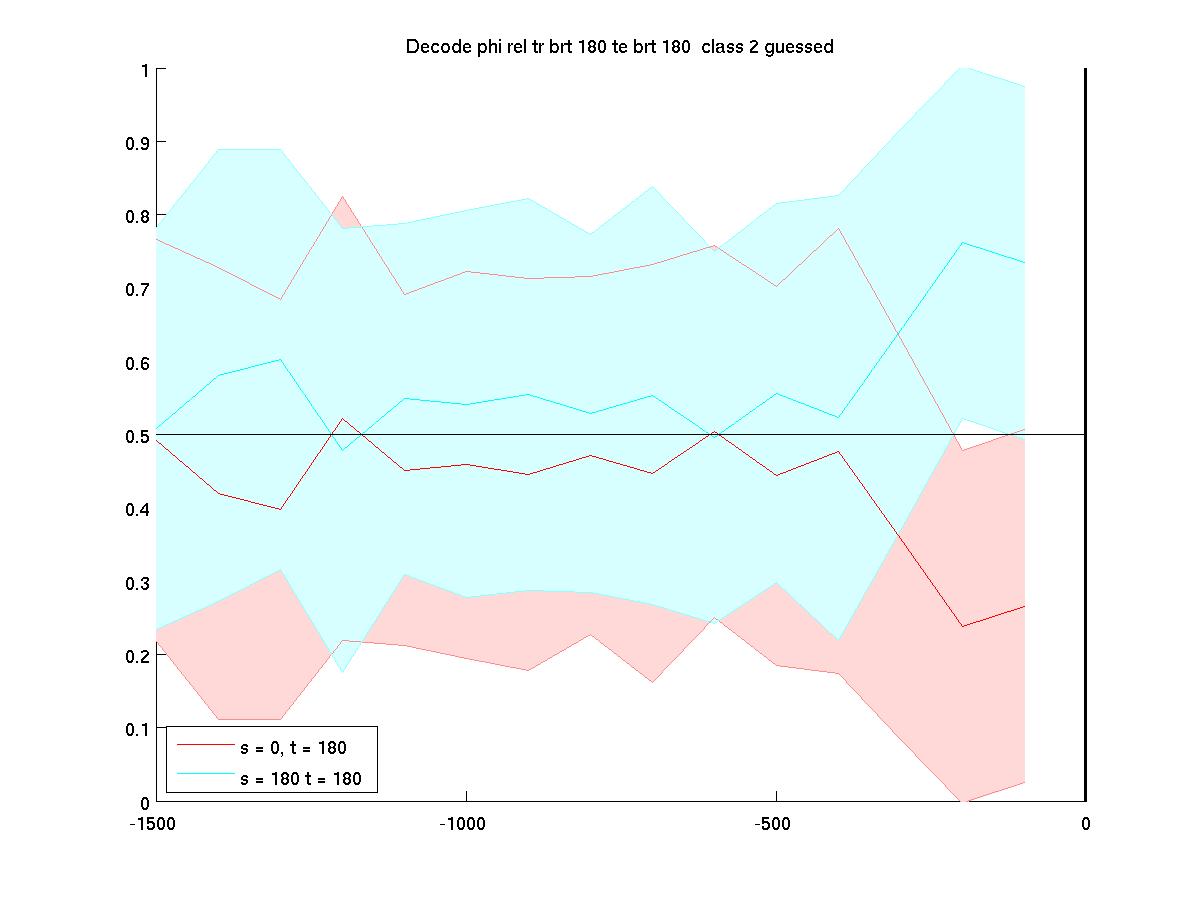 Decode phi rel tr brt 180 te brt 180  class 2 guessed
1
0.9
0.8
0.7
0.6
0.5
0.4
0.3
0.2
0.1
0
s = 0, t = 180
s = 180 t = 180
-1500 -1000 -500 0